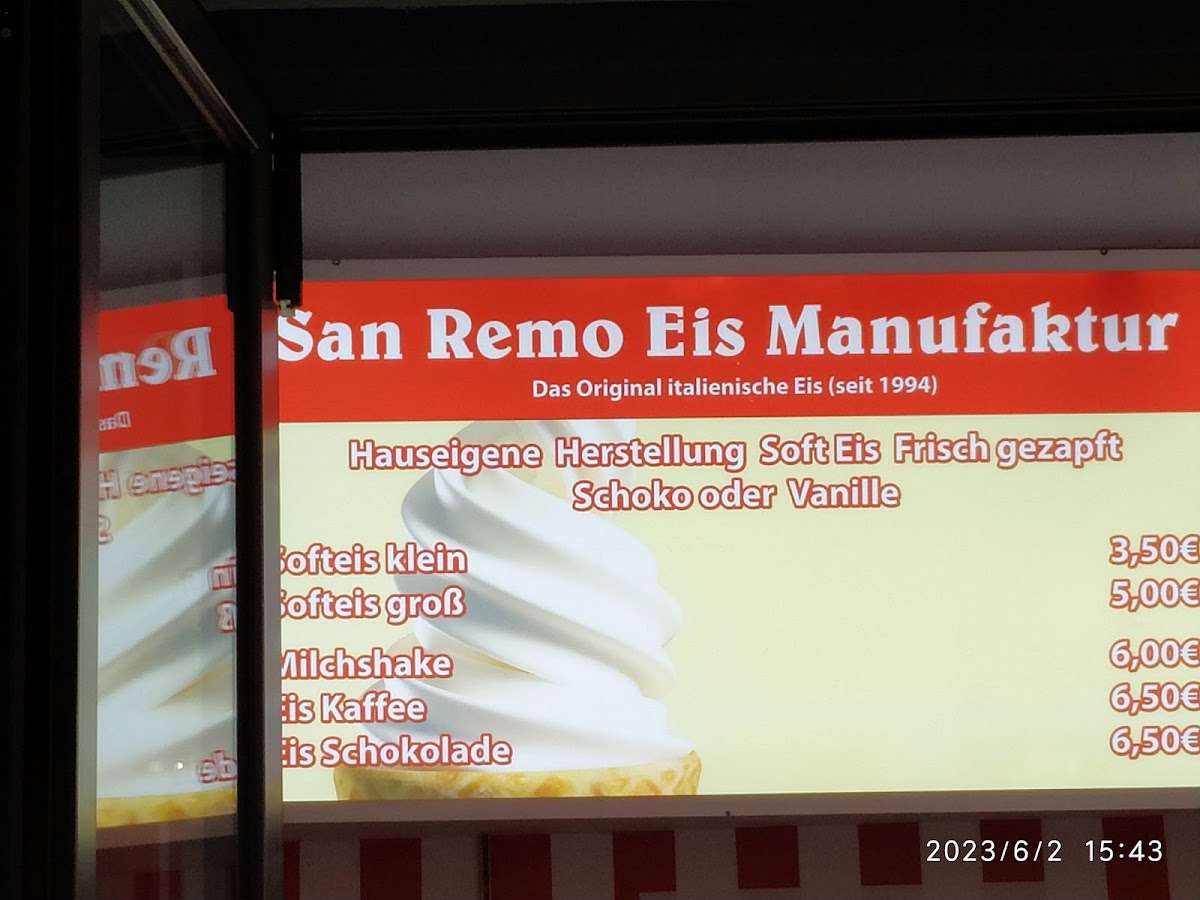 San Remo Eis Manufaktur
Das Original italienische Eis (seit 1994)
Hauseigene Herstellung Soft Eis Frisch gezapft
Schoko oder Vanille
Softeis klein 3,50€
Softeis groß 5,00€
Milchshake 6,00€
Eis Kaffee 6,50€
Eis Schokolade 6,50€
2023/6/2 15:43